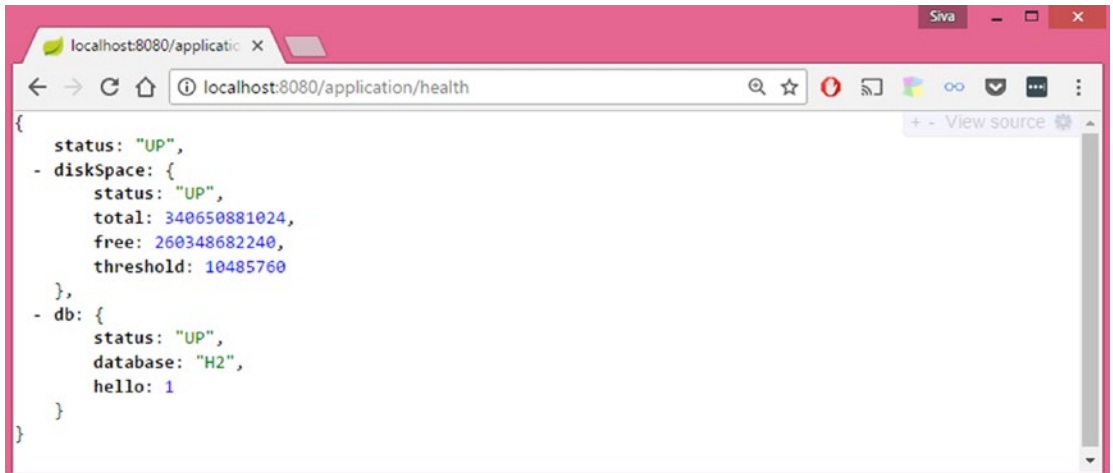 Siva
localhost:8080/applicatio
localhost:8080/application/health
+ - View source
{
status: "UP",
- diskSpace: {
status: "UP",
total: 340650881024,
free: 260348682240,
threshold: 10485760
},
- db: {
status: "UP",
database: "H2",
hello: 1
}
}